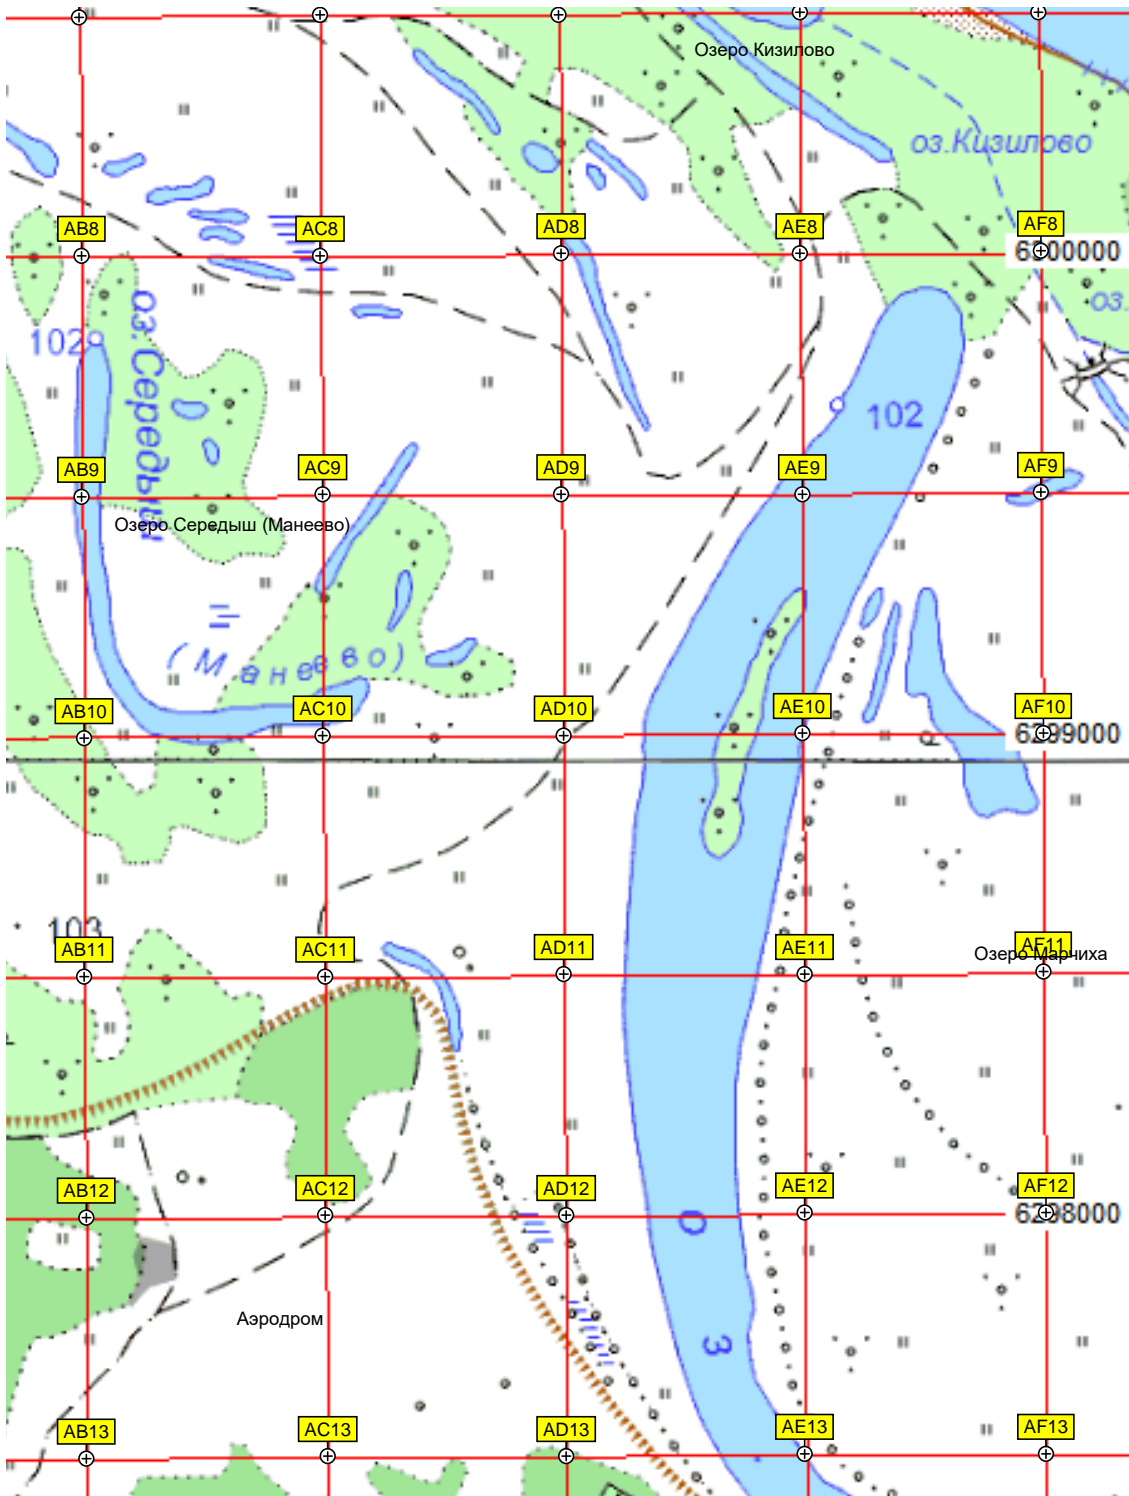 Озеро Кизилово
оз.Кизилово
AB8
AC8
AD8
AE8
AF8
6300000
оз.
102
оз.Середыш
102
AB9
AC9
AD9
AE9
AF9
Озеро Середыш (Манеево)
(Манеево)
AB10
AC10
AD10
AE10
AF10
6299000
103
AB11
AC11
AD11
AE11
AF11
Озеро Марчиха
AB12
AC12
AD12
AE12
AF12
6298000
О
З
Аэродром
AB13
AC13
AD13
AE13
AF13